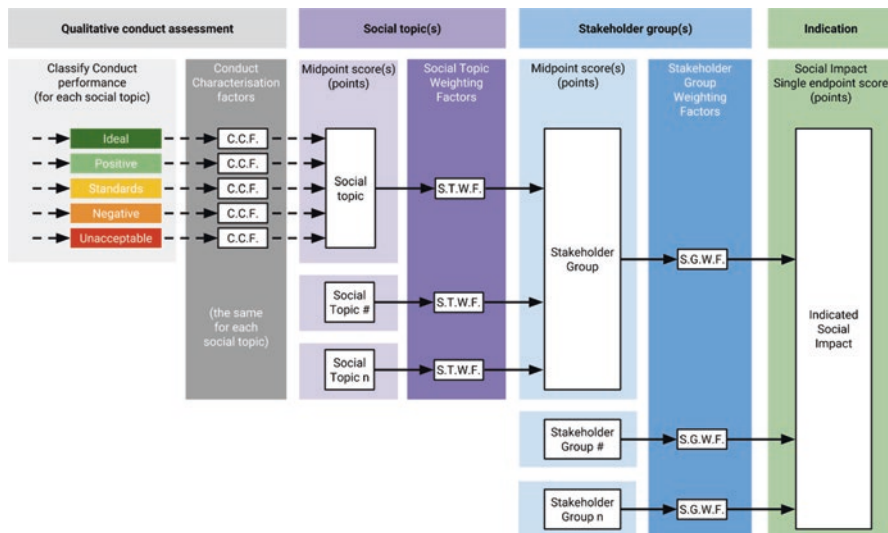 Qualitative conduct assessment
Social topic(s)
Stakeholder group(s)
Indication
Classify Conduct
performance
(for each social topic)
Conduct
Characterisation
factors
Midpoint score(s)
(points)
Social Topic
Weighting
Factors
Midpoint score(s)
(points)
Stakeholder
Group
Weighting
Factors
Social Impact
Single endpoint score
(points)
Ideal
C.C.F.
Positive
C.C.F.
Standards
C.C.F.
Negative
C.C.F.
Unacceptable
C.C.F.
Social
topic
S.T.W.F.
Social
Topic #
S.T.W.F.
Social
Topic n
S.T.W.F.
(the same
for each
social topic)
Stakeholder
Group
S.G.W.F.
Stakeholder
Group #
S.G.W.F.
Stakeholder
Group n
S.G.W.F.
Indicated
Social
Impact